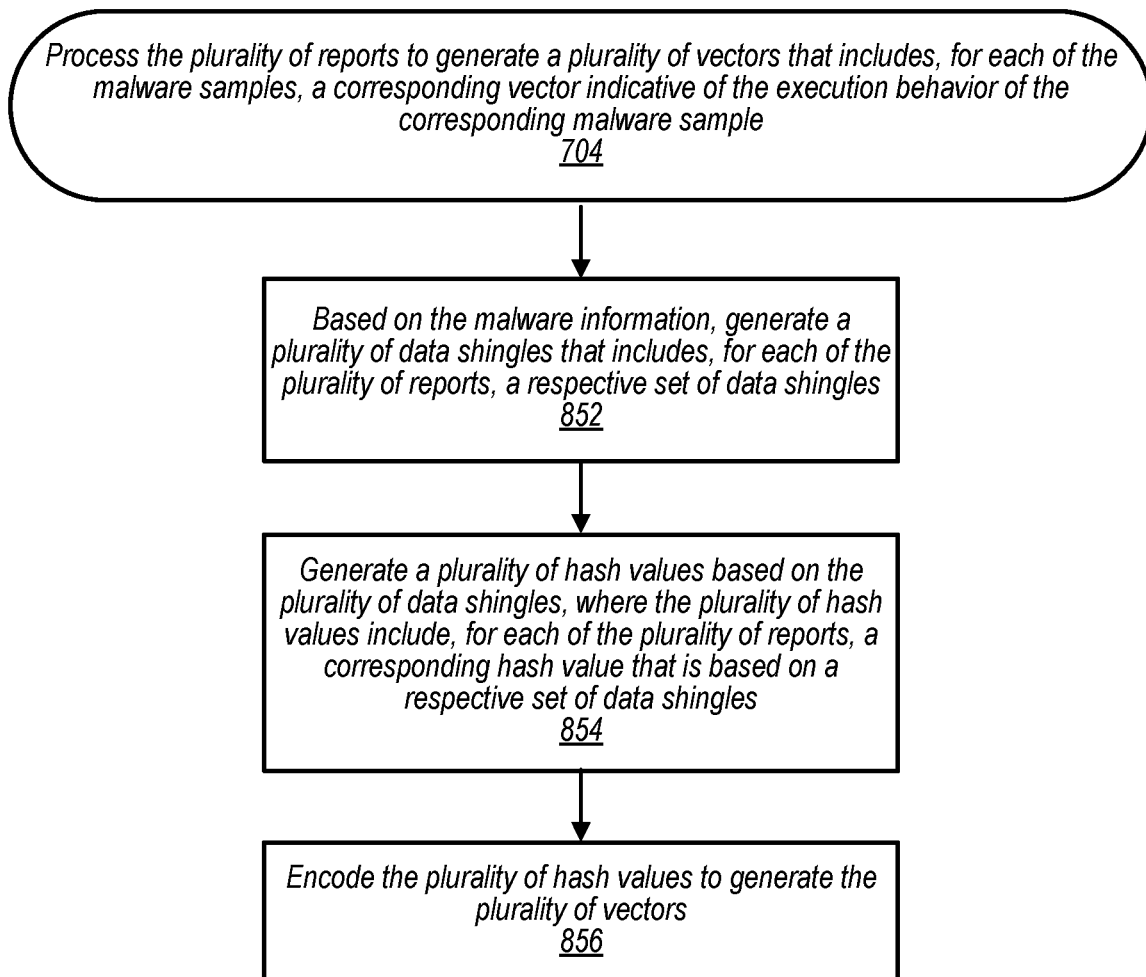 Process the plurality of reports to generate a plurality of vectors that includes, for each of the
malware samples, a corresponding vector indicative of the execution behavior of the
corresponding malware sample
704
Based on the malware information, generate a
plurality of data shingles that includes, for each of the
plurality of reports, a respective set of data shingles
852
Generate a plurality of hash values based on the
plurality of data shingles, where the plurality of hash
values include, for each of the plurality of reports, a
corresponding hash value that is based on a
respective set of data shingles
854
Encode the plurality of hash values to generate the
plurality of vectors
856